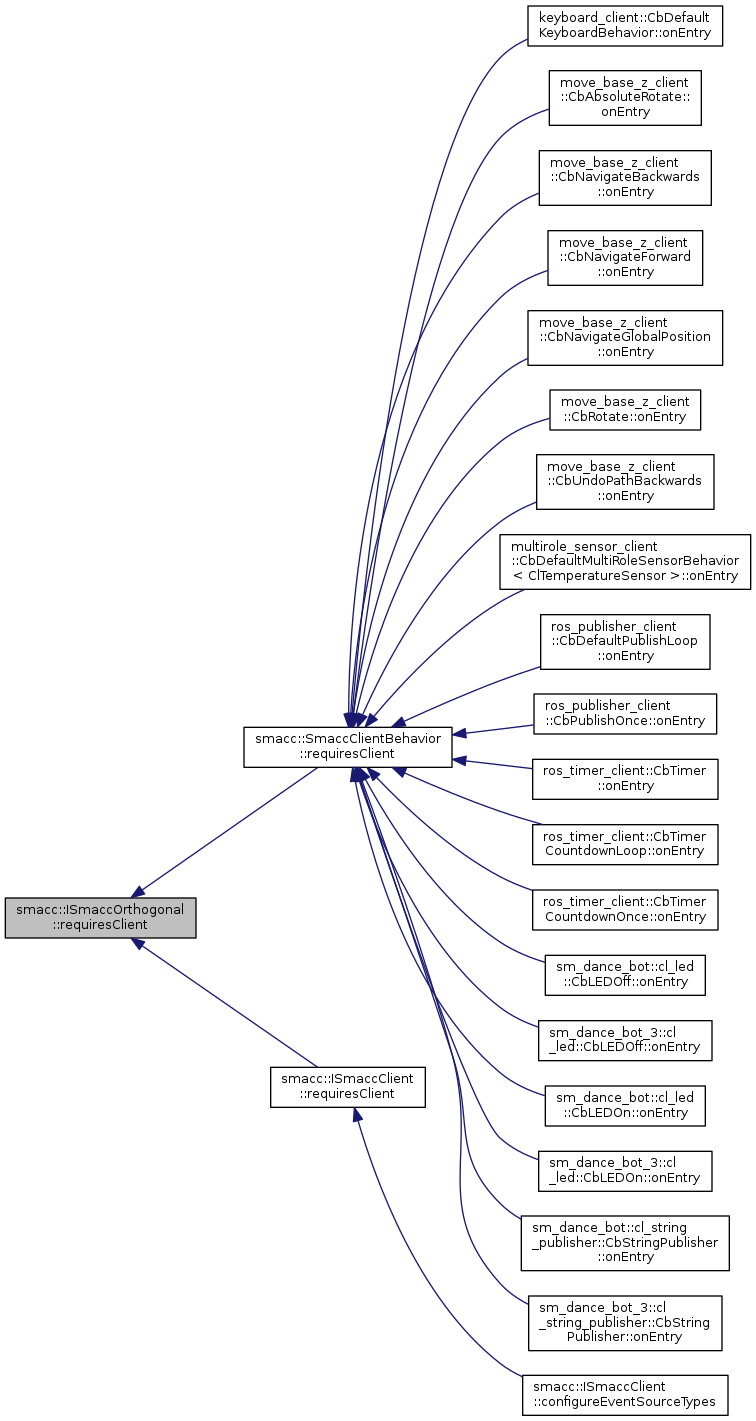 keyboard_client::CbDefault
KeyboardBehavior::onEntry
move_base_z_client
::CbAbsoluteRotate::
onEntry
move_base_z_client
::CbNavigateBackwards
::onEntry
move_base_z_client
::CbNavigateForward
::onEntry
move_base_z_client
::CbNavigateGlobalPosition
::onEntry
move_base_z_client
::CbRotate::onEntry
move_base_z_client
::CbUndoPathBackwards
::onEntry
multirole_sensor_client
::CbDefaultMultiRoleSensorBehavior
< ClTemperatureSensor >::onEntry
ros_publisher_client
::CbDefaultPublishLoop
::onEntry
ros_publisher_client
::CbPublishOnce::onEntry
smacc::SmaccClientBehavior
::requiresClient
ros_timer_client::CbTimer
::onEntry
ros_timer_client::CbTimer
CountdownLoop::onEntry
ros_timer_client::CbTimer
CountdownOnce::onEntry
smacc::ISmaccOrthogonal
::requiresClient
sm_dance_bot::cl_led
::CbLEDOff::onEntry
sm_dance_bot_3::cl
_led::CbLEDOff::onEntry
smacc::ISmaccClient
::requiresClient
sm_dance_bot::cl_led
::CbLEDOn::onEntry
sm_dance_bot_3::cl
_led::CbLEDOn::onEntry
sm_dance_bot::cl_string
_publisher::CbStringPublisher
::onEntry
sm_dance_bot_3::cl
_string_publisher::CbString
Publisher::onEntry
smacc::ISmaccClient
::configureEventSourceTypes